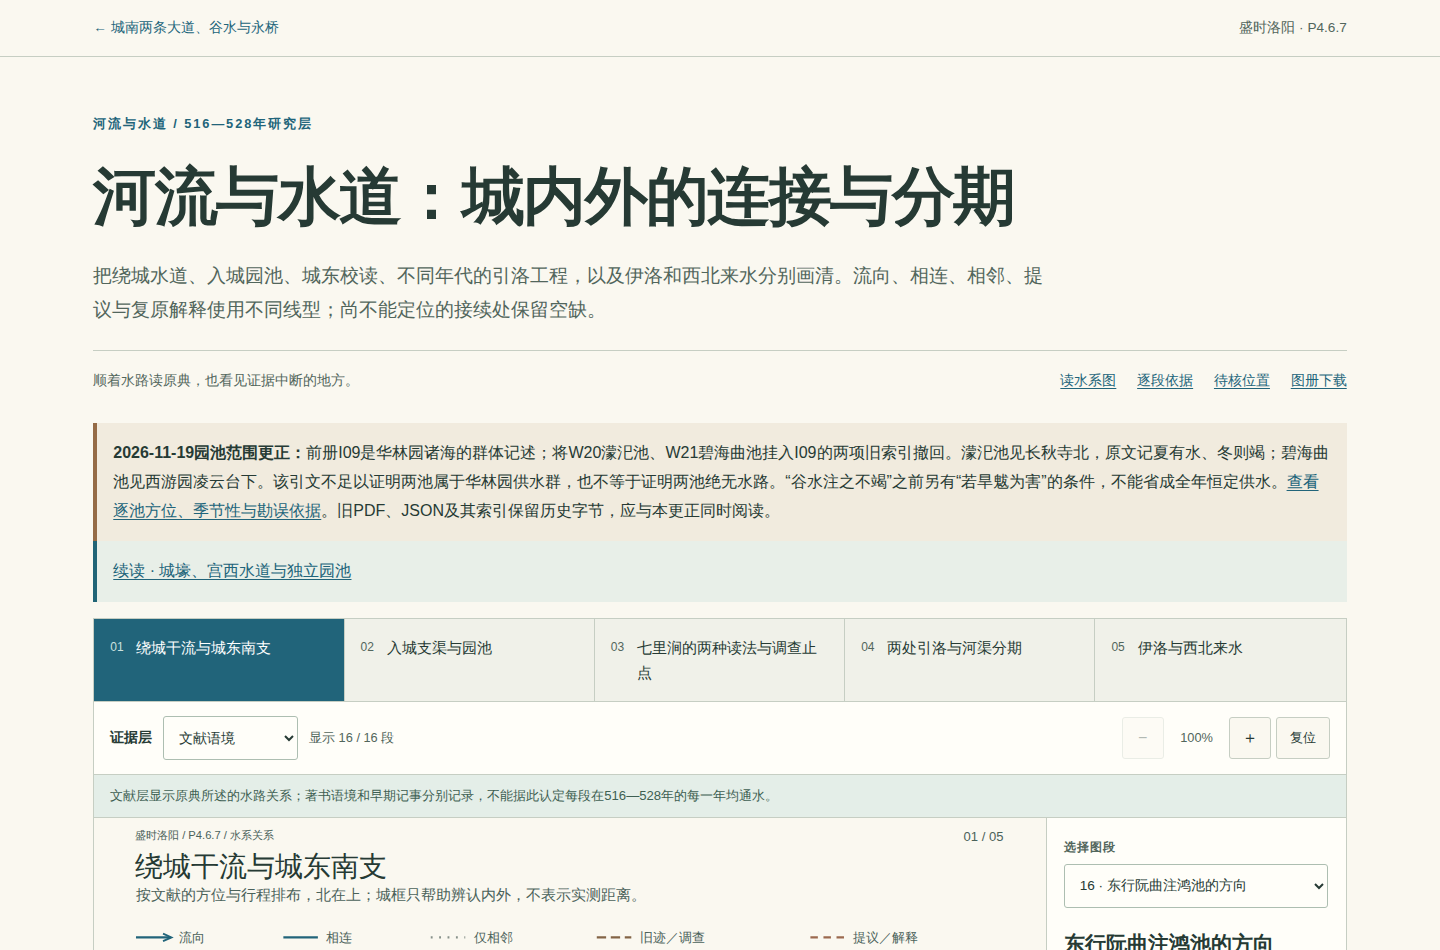 ← 城南两条大道、谷水与永桥
盛时洛阳 · P4.6.7
河流与水道 / 516—528年研究层
河流与水道：城内外的连接与分期
把绕城水道、入城园池、城东校读、不同年代的引洛工程，以及伊洛和西北来水分别画清。流向、相连、相邻、提
议与复原解释使用不同线型；尚不能定位的接续处保留空缺。
顺着水路读原典，也看见证据中断的地方。
读水系图 逐段依据 待核位置 图册下载
2026-11-19园池范围更正：前册I09是华林园诸海的群体记述；将W20濛汜池、W21碧海曲池挂入I09的两项旧索引撤回。濛汜池见长秋寺北，原文记夏有水、冬则竭；碧海曲
池见西游园凌云台下。该引文不足以证明两池属于华林园供水群，也不等于证明两池绝无水路。“谷水注之不竭”之前另有“若旱魃为害”的条件，不能省成全年恒定供水。查看
逐池方位、季节性与勘误依据。旧PDF、JSON及其索引保留历史字节，应与本更正同时阅读。
续读 · 城壕、宫西水道与独立园池
01 绕城干流与城东南支
02 入城支渠与园池
03 七里涧的两种读法与调查止
点
04 两处引洛与河渠分期
05 伊洛与西北来水
证据层 文献语境 显示 16 / 16 段
− 100% + 复位
文献层显示原典所述的水路关系；著书语境和早期记事分别记录，不能据此认定每段在516—528年的每一年均通水。
盛时洛阳 / P4.6.7 / 水系关系
01 / 05
绕城干流与城东南支
按文献的方位与行程排布，北在上；城框只帮助辨认内外，不表示实测距离。
流向 相连 仅相邻 旧迹／调查 提议／解释
选择图段
16 · 东行阮曲注鸿池的方向
东行阮曲注鸿池的方向